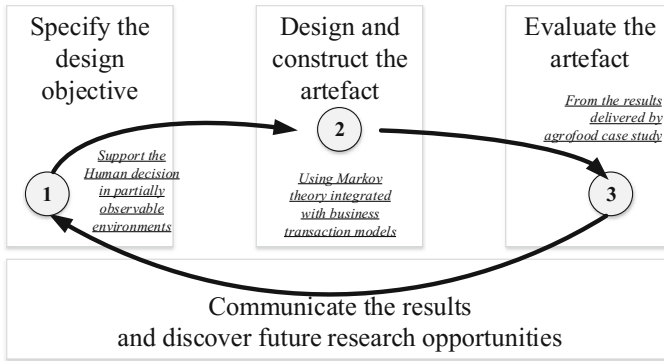 Specify the
design
objective
1
Support the
Human decision
in partially
observable
environments
Design and
construct the
artefact
2
Using Markov
theory integrated
with business
transaction models
Evaluate the
artefact
From the results
delivered by
agrofood case study
3
Communicate the results
and discover future research opportunities